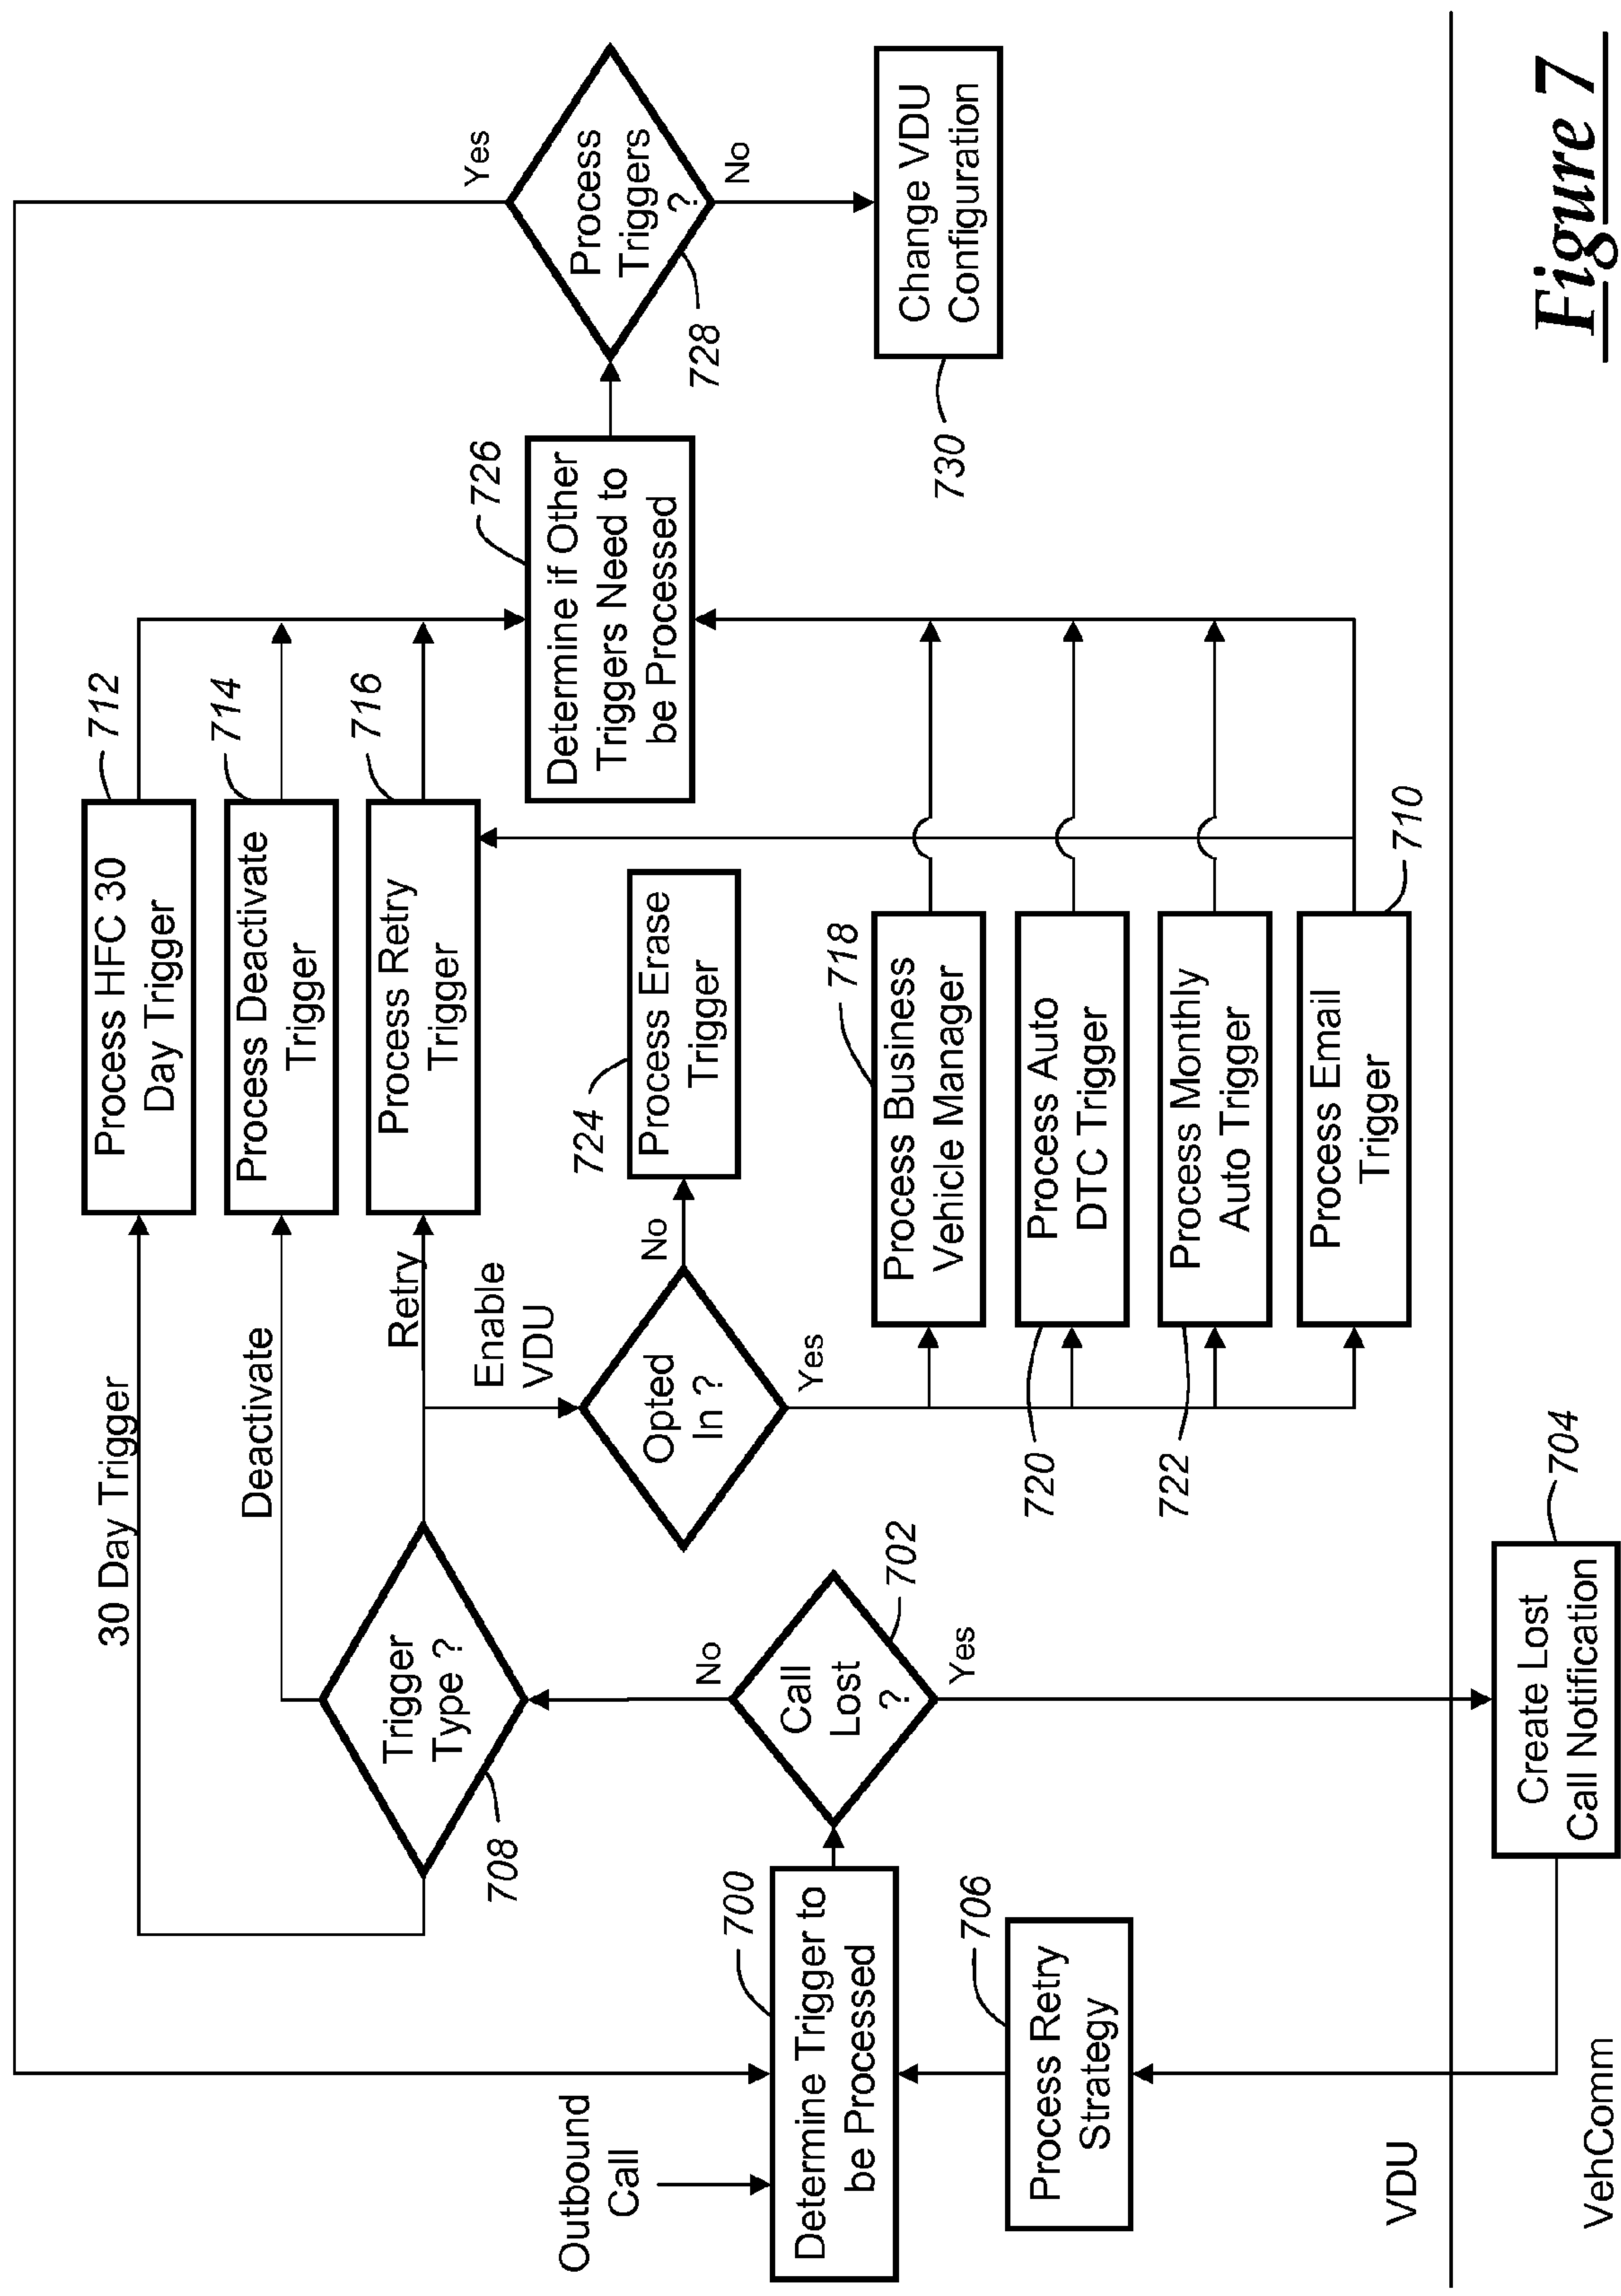 Outbound
Call
Determine Trigger to
be Processed
700
Process Retry
Strategy
706
Call
Lost
?
702
No
Yes
Create Lost
Call Notification
704
Trigger
Type ?
708
30 Day Trigger
Deactivate
Retry
Enable
VDU
Opted
In ?
No
Yes
Process HFC 30
Day Trigger
712
Process Deactivate
Trigger
714
Process Retry
Trigger
716
Process Erase
Trigger
724
Process Business
Vehicle Manager
718
Process Auto
DTC Trigger
720
Process Monthly
Auto Trigger
722
Process Email
Trigger
710
Determine if Other
Triggers Need to
be Processed
726
Process
Triggers
?
728
Yes
No
Change VDU
Configuration
730
VDU
VehComm
Figure 7